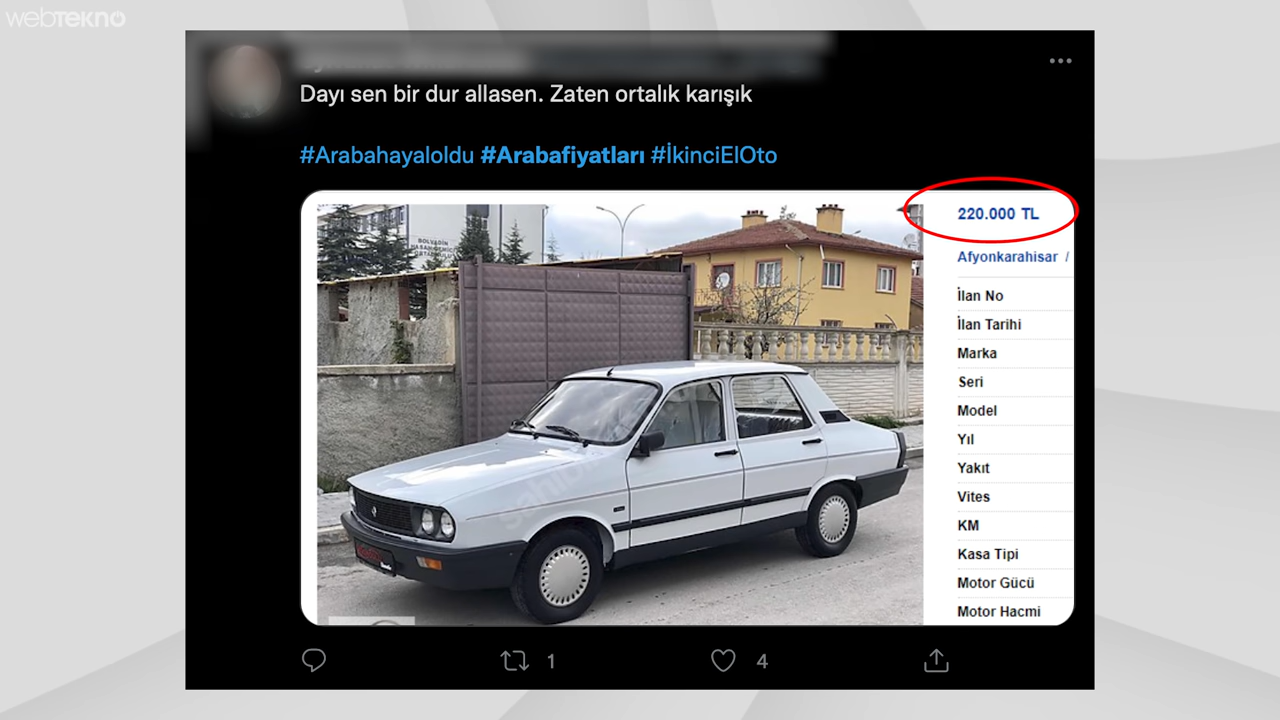 webtekno
Dayı sen bir dur allasen. Zaten ortalık karışık
#Arabahayaloldu #Arabafiyatları #İkinciElOto
220.000 TL
Afyonkarahisar /
İlan No
İlan Tarihi
Marka
Seri
Model
Yıl
Yakıt
Vites
KM
Kasa Tipi
Motor Gücü
Motor Hacmi
BOLVADİN
1
4